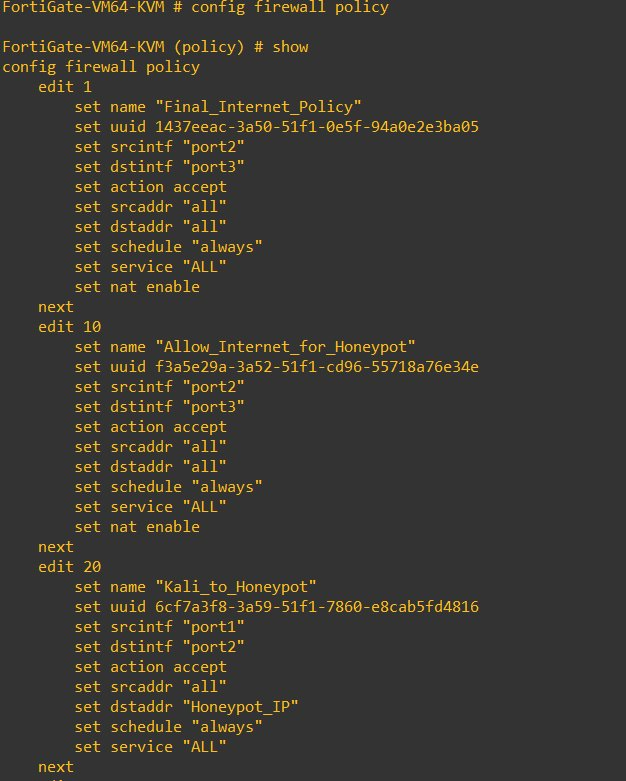 FortiGate-VM64-KVM # config firewall policy
FortiGate-VM64-KVM (policy) # show
config firewall policy
    edit 1
        set name "Final_Internet_Policy"
        set uuid 1437eeac-3a50-51f1-0e5f-94a0e2e3ba05
        set srcintf "port2"
        set dstintf "port3"
        set action accept
        set srcaddr "all"
        set dstaddr "all"
        set schedule "always"
        set service "ALL"
        set nat enable
    next
    edit 10
        set name "Allow_Internet_for_Honeypot"
        set uuid f3a5e29a-3a52-51f1-cd96-55718a76e34e
        set srcintf "port2"
        set dstintf "port3"
        set action accept
        set srcaddr "all"
        set dstaddr "all"
        set schedule "always"
        set service "ALL"
        set nat enable
    next
    edit 20
        set name "Kali_to_Honeypot"
        set uuid 6cf7a3f8-3a59-51f1-7860-e8cab5fd4816
        set srcintf "port1"
        set dstintf "port2"
        set action accept
        set srcaddr "all"
        set dstaddr "Honeypot_IP"
        set schedule "always"
        set service "ALL"
    next